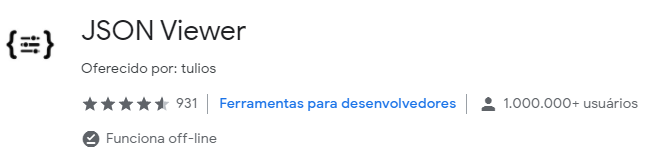 JSON Viewer
Oferecido por: tulios
931 Ferramentas para desenvolvedores 1.000.000+ usuários
Funciona off-line